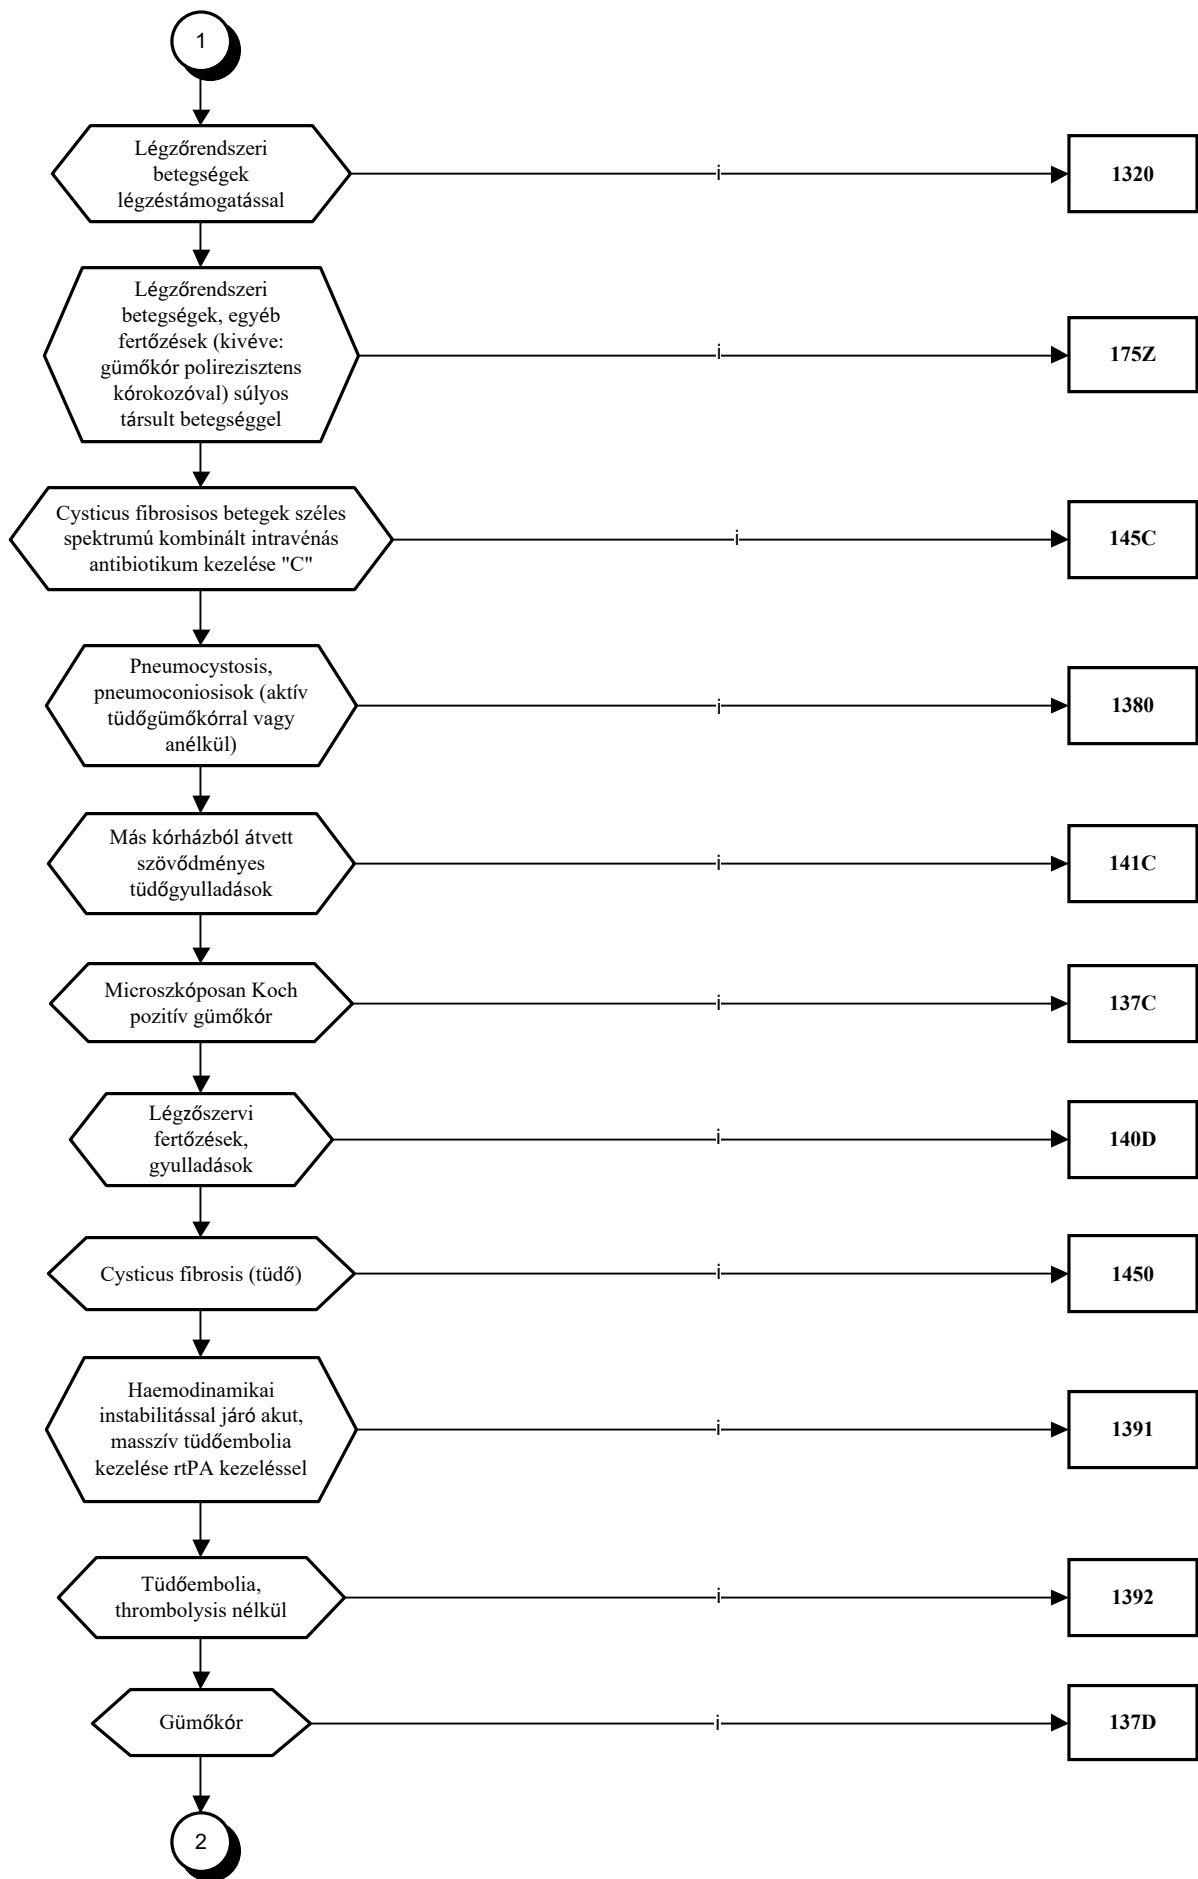 1
Légzőrendszeri
betegségek
légzéstámogatással
i
1320
Légzőrendszeri
betegségek, egyéb
fertőzések (kivéve:
gümőkór polirezisztens
kórokozóval) súlyos
társult betegséggel
i
175Z
Cysticus fibrosisos betegek széles
spektrumú kombinált intravénás
antibiotikum kezelése "C"
i
145C
Pneumocystosis,
pneumoconiosisok (aktív
tüdőgümőkórral vagy
anélkül)
i
1380
Más kórházból átvett
szövődményes
tüdőgyulladások
i
141C
Microszkóposan Koch
pozitív gümőkór
i
137C
Légzőszervi
fertőzések,
gyulladások
i
140D
Cysticus fibrosis (tüdő)
i
1450
Haemodinamikai
instabilitással járó akut,
masszív tüdőembolia
kezelése rtPA kezeléssel
i
1391
Tüdőembolia,
thrombolysis nélkül
i
1392
Gümőkór
i
137D
2